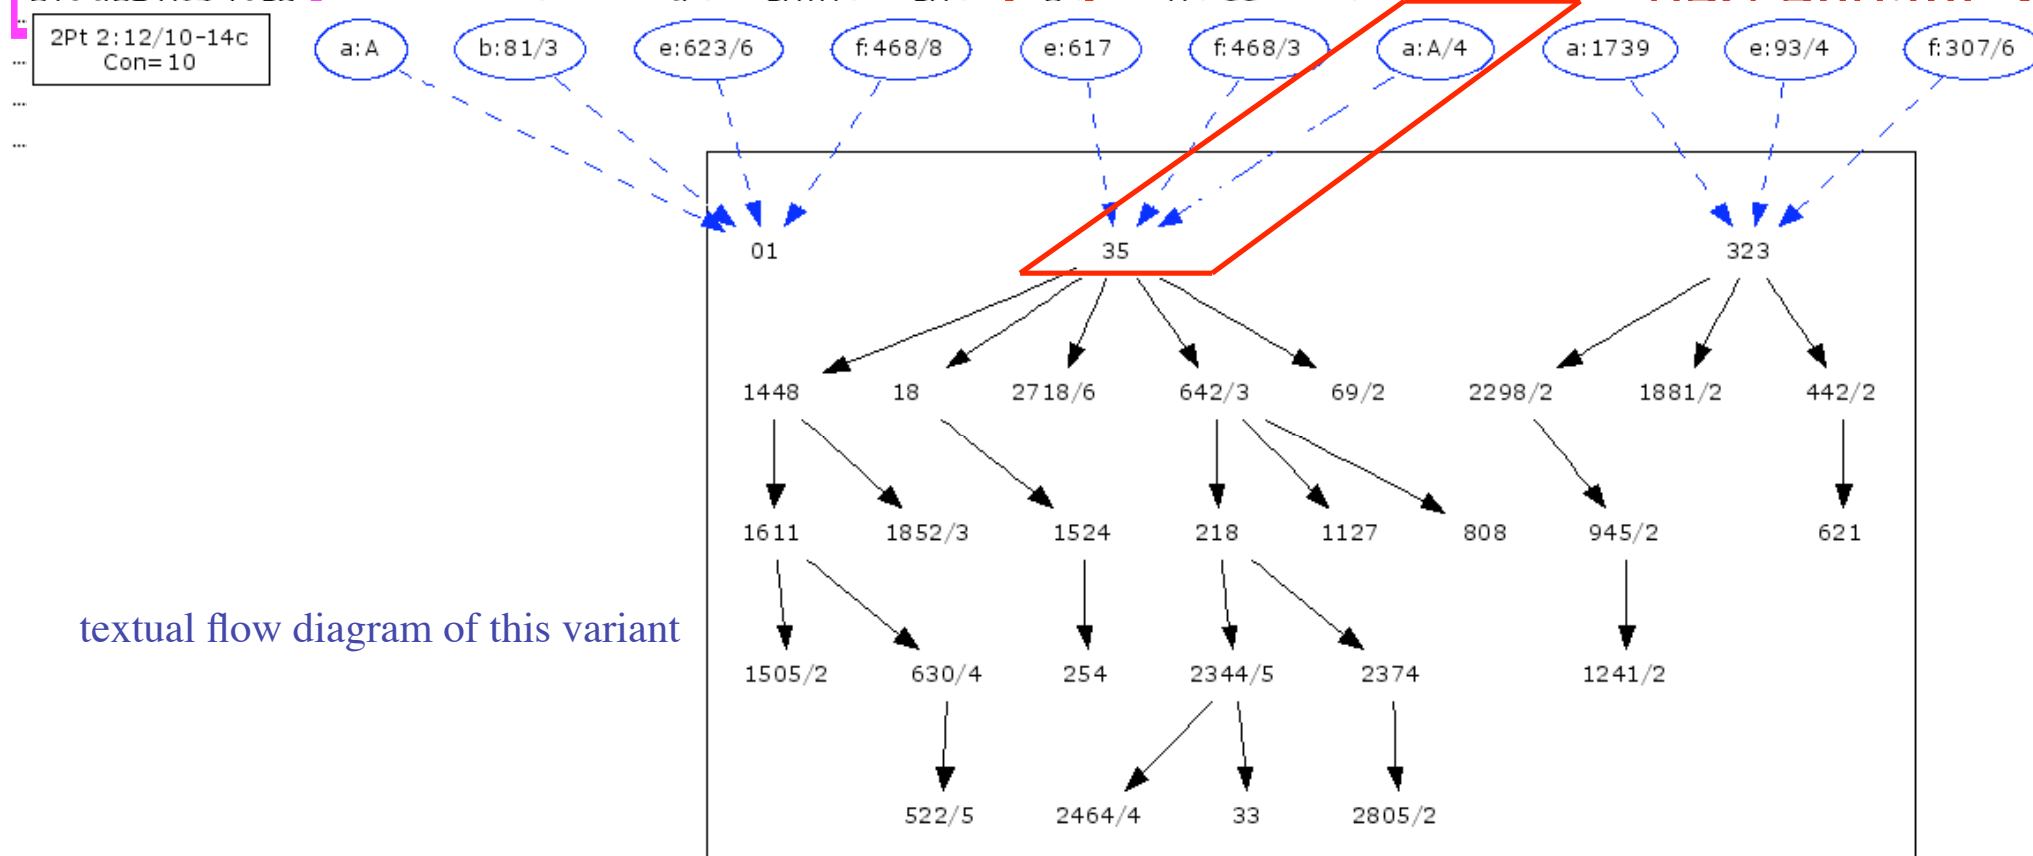 2Pt 2:12/10-14c
Con=10
a:A b:81/3 e:623/6 f:468/8 e:617 f:468/3 a:A/4 a:1739 e:93/4 f:307/6
01 35 323
1448 18 2718/6 642/3 69/2 2298/2 1881/2 442/2
1611 1852/3 1524 218 1127 808 945/2 621
textual flow diagram of this variant
1505/2 630/4 254 2344/5 2374 1241/2
522/5 2464/4 33 2805/2